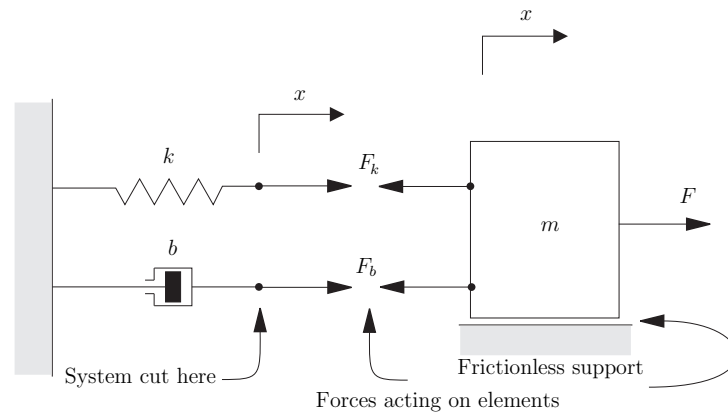 x
x
k
F_k
F
m
b
F_b
System cut here
Frictionless support
Forces acting on elements